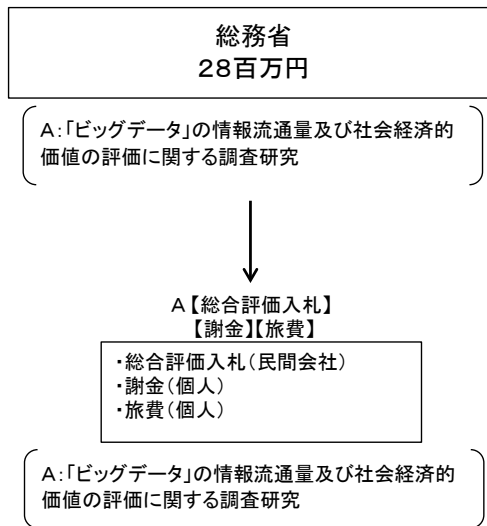 総務省
28百万円
A:「ビッグデータ」の情報流通量及び社会経済的
価値の評価に関する調査研究
A【総合評価入札】
【謝金】【旅費】
・総合評価入札(民間会社)
・謝金(個人)
・旅費(個人)
A:「ビッグデータ」の情報流通量及び社会経済的
価値の評価に関する調査研究